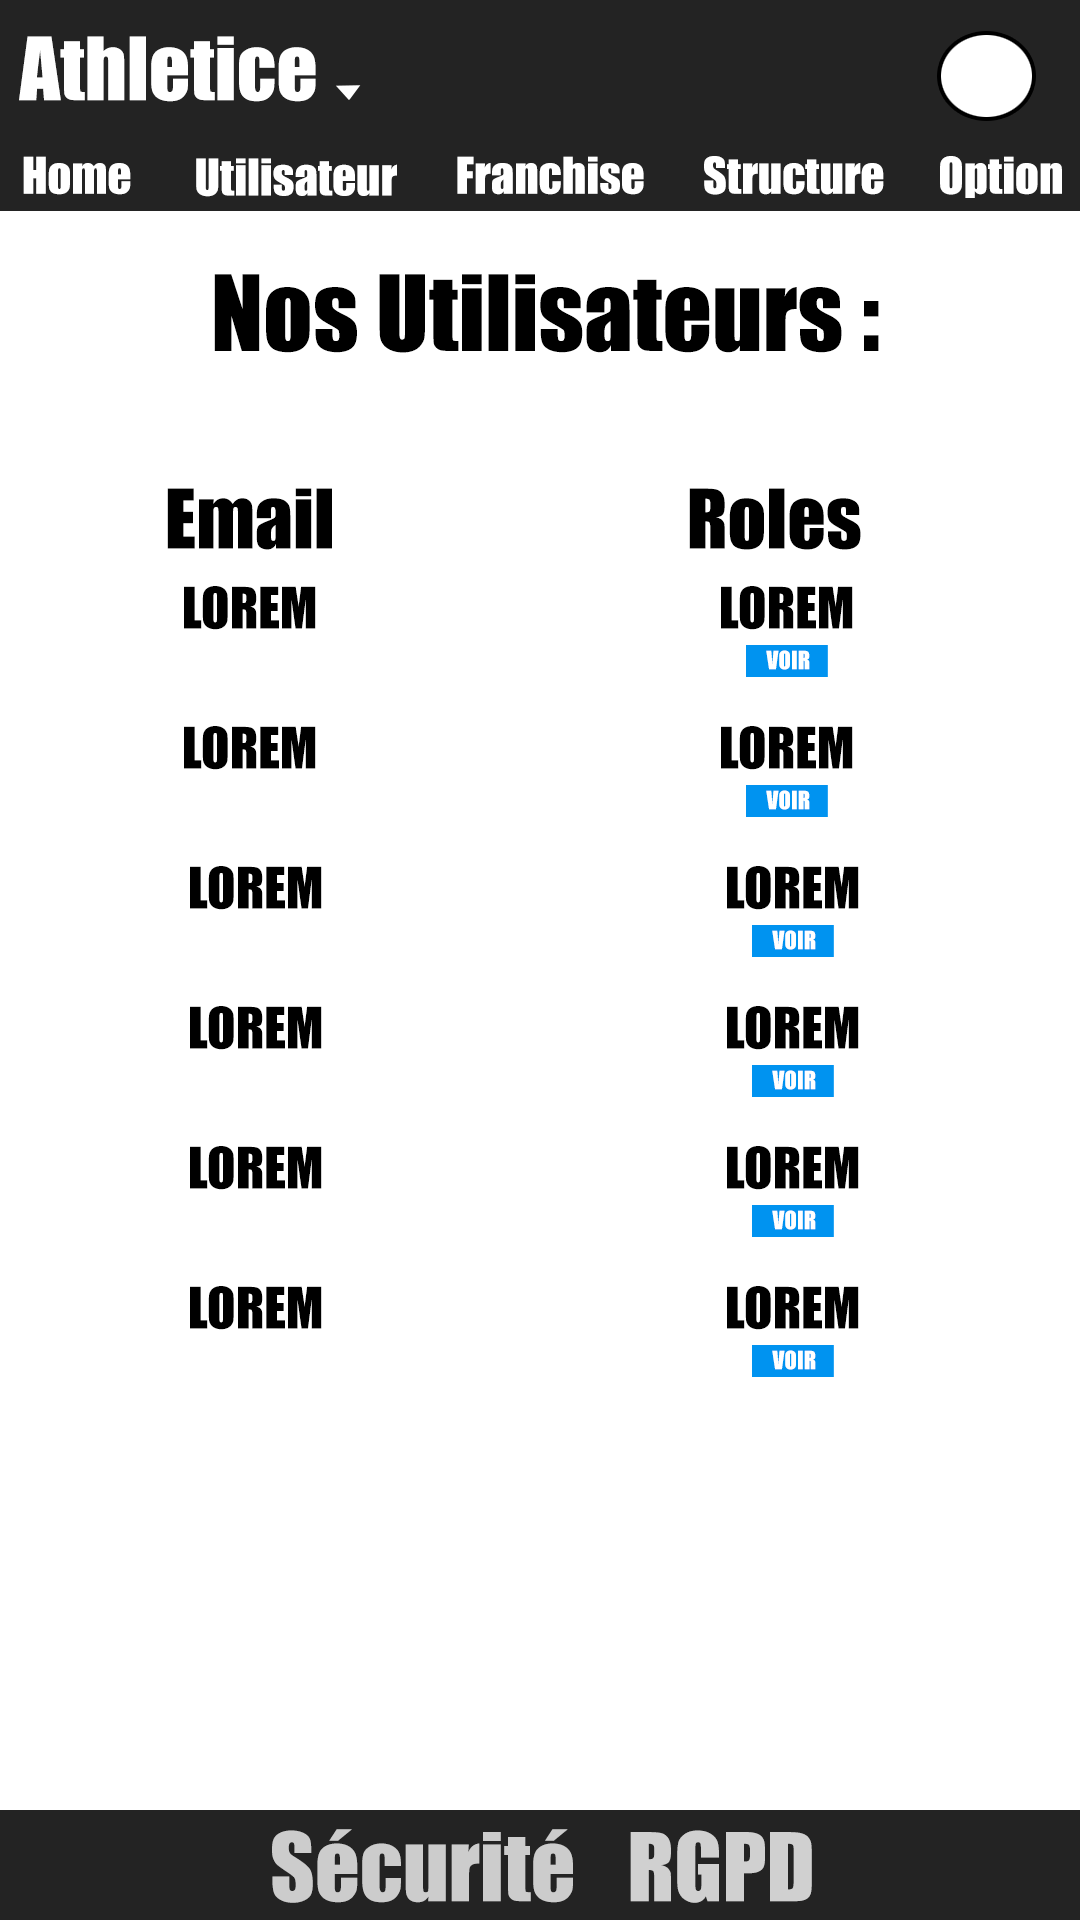 Athletice
Home Utilisateur Franchise Structure Option
Nos Utilisateurs :
Email Roles
LOREM LOREM
VOIR
LOREM LOREM
VOIR
LOREM LOREM
VOIR
LOREM LOREM
VOIR
LOREM LOREM
VOIR
LOREM LOREM
VOIR
Sécurité RGPD